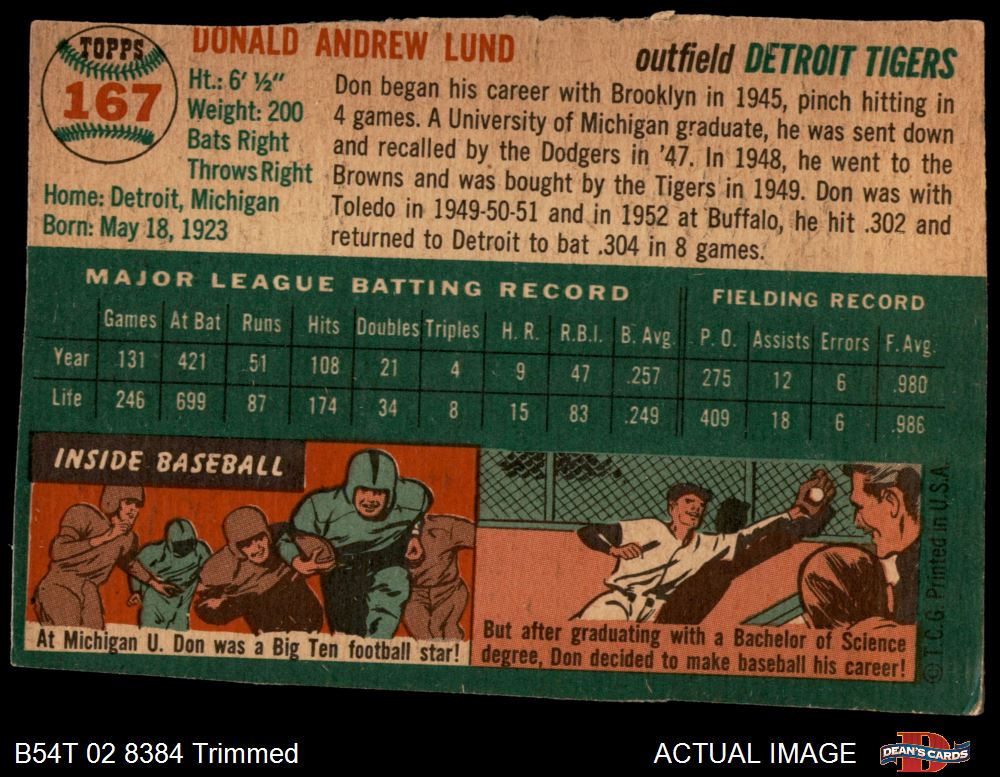 TOPPS
167
DONALD ANDREW LUND
outfield DETROIT TIGERS
Ht.: 6' ½"
Weight: 200
Bats Right
Throws Right
Home: Detroit, Michigan
Born: May 18, 1923
Don began his career with Brooklyn in 1945, pinch hitting in
4 games. A University of Michigan graduate, he was sent down
and recalled by the Dodgers in '47. In 1948, he went to the
Browns and was bought by the Tigers in 1949. Don was with
Toledo in 1949-50-51 and in 1952 at Buffalo, he hit .302 and
returned to Detroit to bat .304 in 8 games.
MAJOR LEAGUE BATTING RECORD FIELDING RECORD
Games At Bat Runs Hits Doubles Triples H. R. R.B.I. B. Avg. P. O. Assists Errors F. Avg.
Year 131 421 51 108 21 4 9 47 .257 275 12 6 .980
Life 246 699 87 174 34 8 15 83 .249 409 18 6 .986
INSIDE BASEBALL
At Michigan U. Don was a Big Ten football star!
But after graduating with a Bachelor of Science
degree, Don decided to make baseball his career!
© T.C.G. Printed in U.S.A.
B54T 02 8384 Trimmed
ACTUAL IMAGE
DEAN'S CARDS